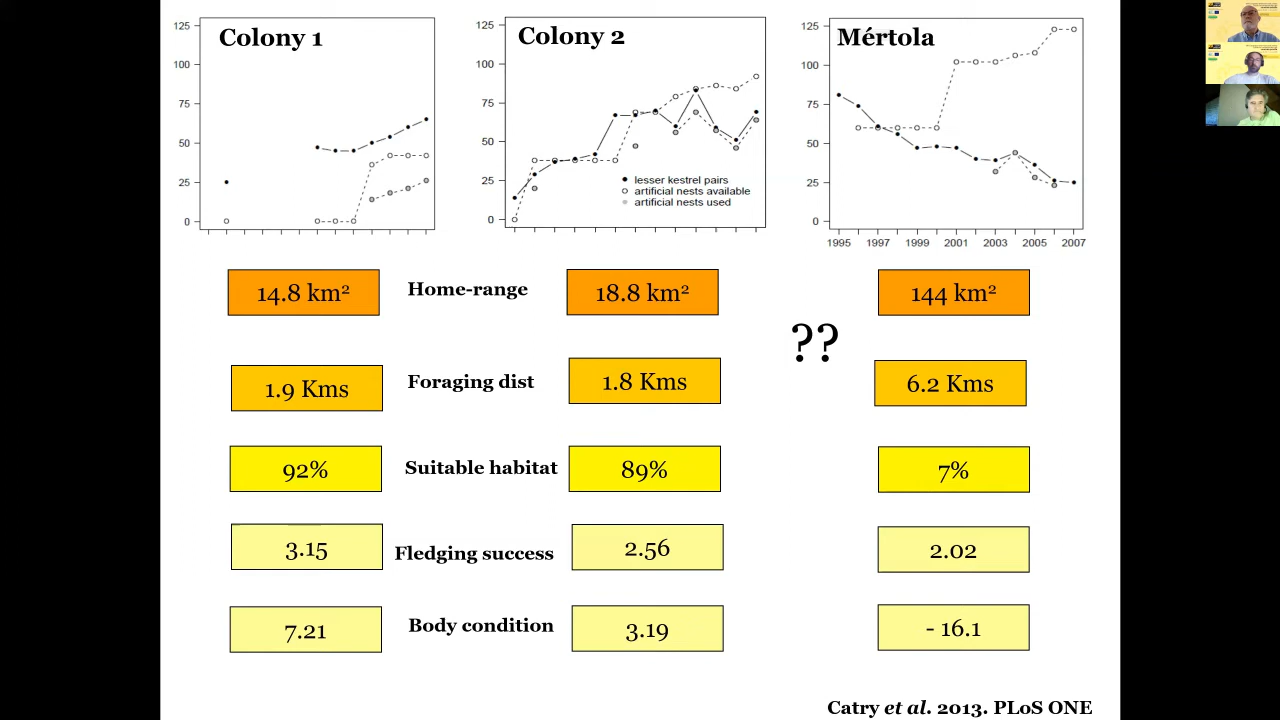 Colony 1
Colony 2
Mértola
125
100
75
50
25
0
125
100
75
50
25
0
lesser kestrel pairs
artificial nests available
artificial nests used
125
100
75
50
25
0
1995 1997 1999 2001 2003 2005 2007
14.8 km² Home-range 18.8 km² 144 km²
??
1.9 Kms Foraging dist 1.8 Kms 6.2 Kms
92% Suitable habitat 89% 7%
3.15 Fledging success 2.56 2.02
7.21 Body condition 3.19 - 16.1
Catry et al. 2013. PLoS ONE